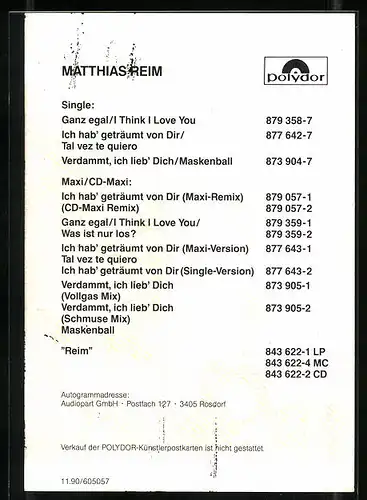 MATTHIAS REIM
polydor
Single:
Ganz egal/I Think I Love You 879 358-7
Ich hab' geträumt von Dir/ 877 642-7
Tal vez te quiero
Verdammt, ich lieb' Dich/Maskenball 873 904-7
Maxi/CD-Maxi:
Ich hab' geträumt von Dir (Maxi-Remix) 879 057-1
(CD-Maxi Remix) 879 057-2
Ganz egal/I Think I Love You/ 879 359-1
Was ist nur los? 879 359-2
Ich hab' geträumt von Dir (Maxi-Version) 877 643-1
Tal vez te quiero
Ich hab' geträumt von Dir (Single-Version) 877 643-2
Verdammt, ich lieb' Dich 873 905-1
(Vollgas Mix)
Verdammt, ich lieb' Dich 873 905-2
(Schmuse Mix)
Maskenball
"Reim" 843 622-1 LP
843 622-4 MC
843 622-2 CD
Autogrammadresse:
Audiopart GmbH · Postfach 127 · 3405 Rosdorf
Verkauf der POLYDOR-Künstlerpostkarten ist nicht gestattet
11.90/605057